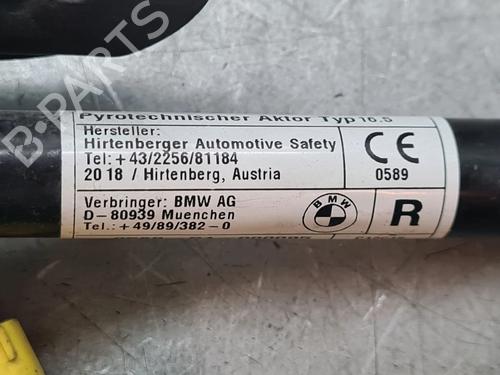 B-PARTS
Pyrotechnischer Aktor Typ 16.5
Hersteller:
Hirtenberger Automotive Safety
Tel: +43/2256/81184
2018 / Hirtenberg, Austria
CE
0589
Verbringer: BMW AG
D-80939 Muenchen
Tel.: +49/89/382-0
BMW
R